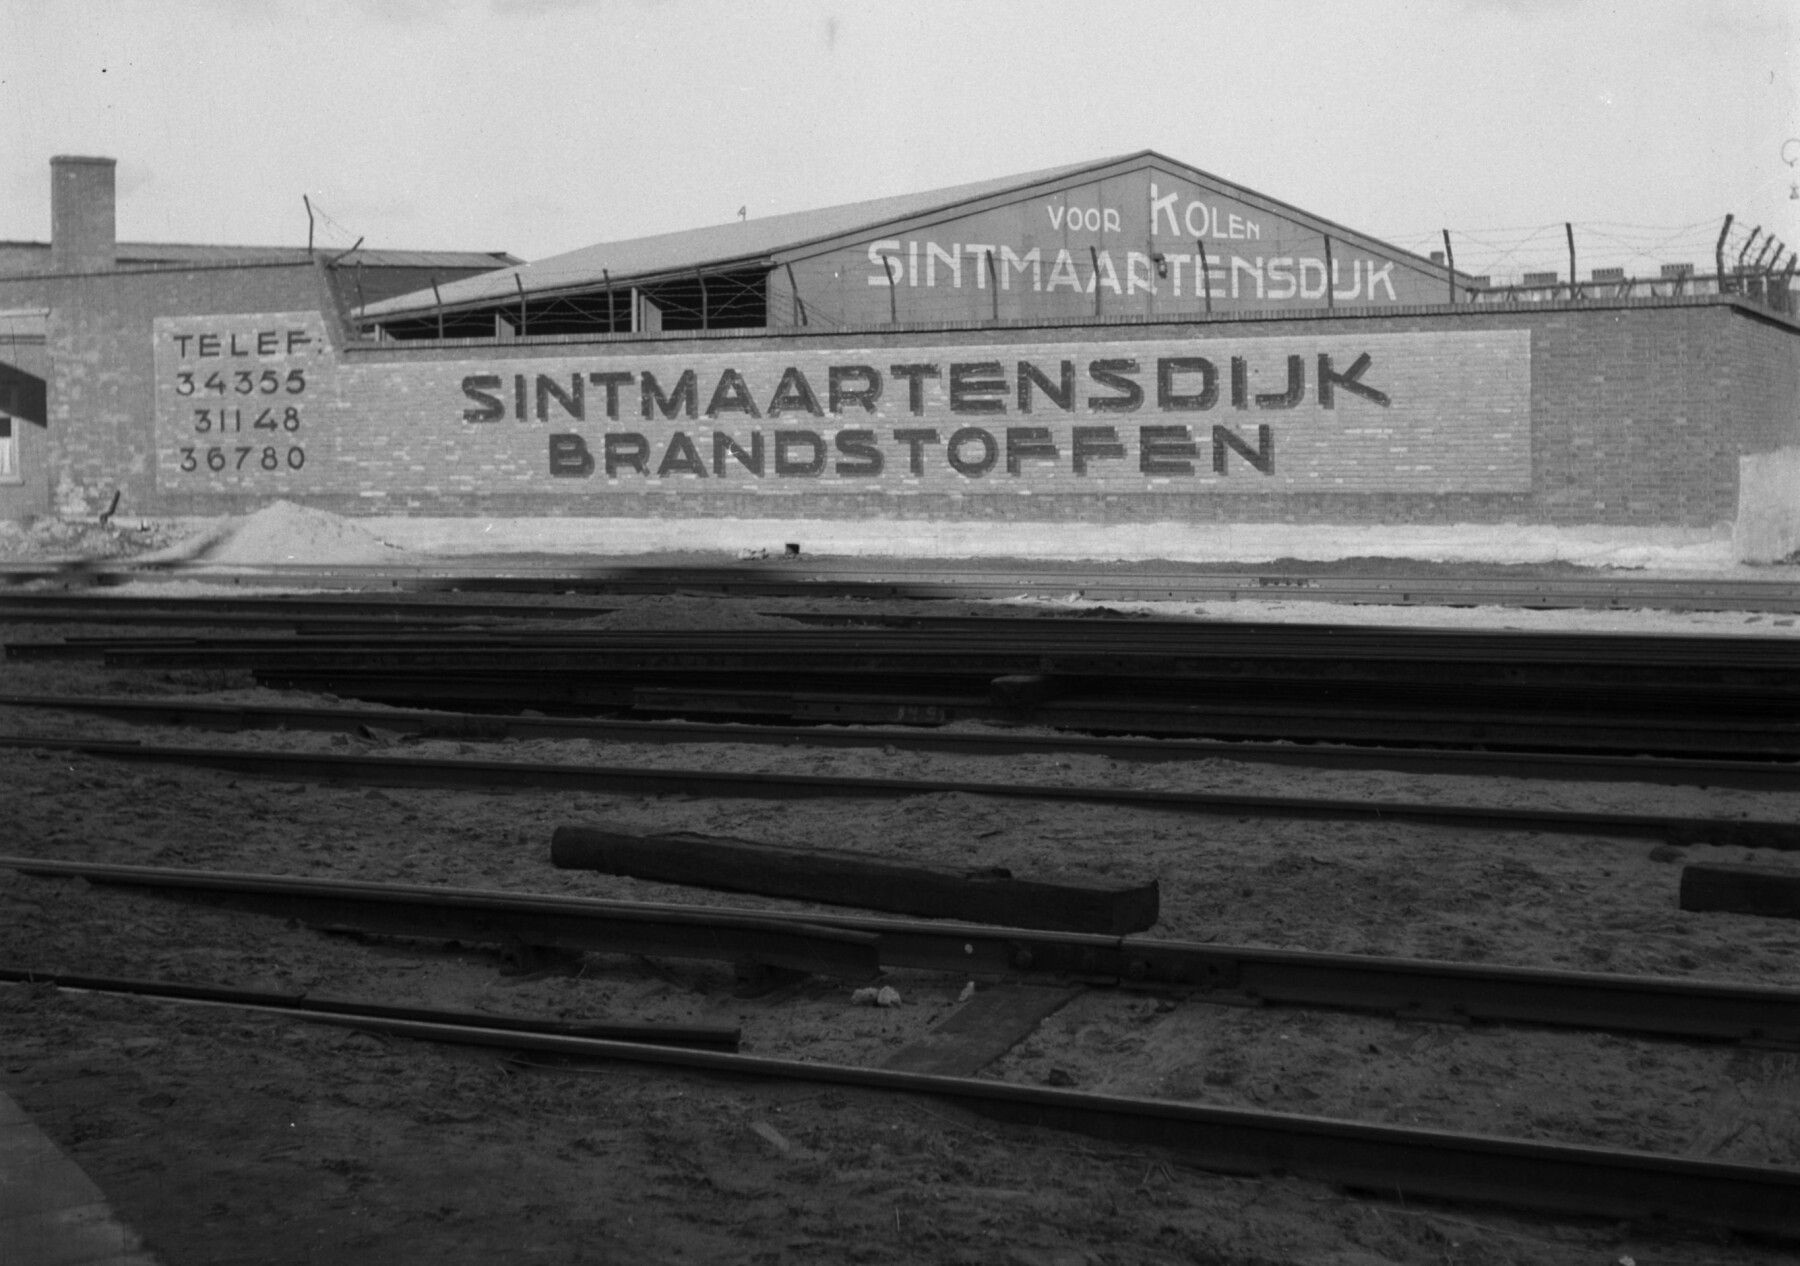 VOOR KOLEN
SINTMAARTENSDIJK
TELEF:
34355
31148
36780
SINTMAARTENSDIJK
BRANDSTOFFEN